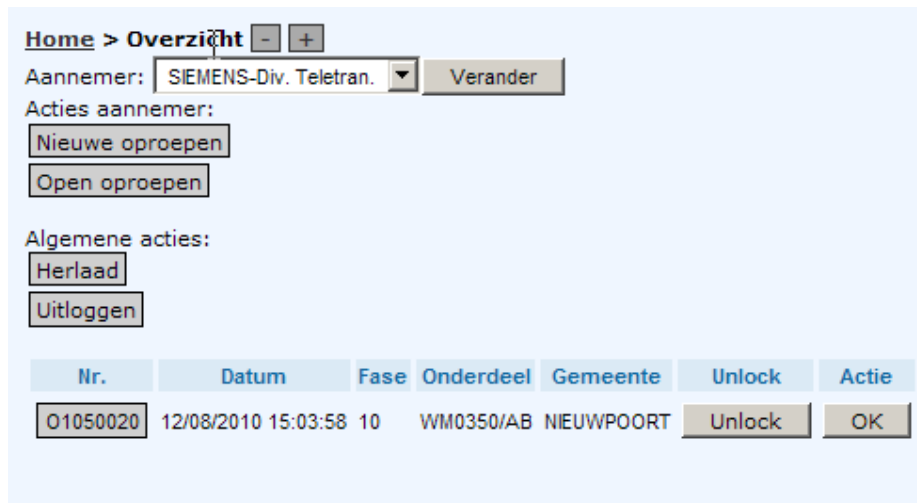 Home > Overzicht - +
Aannemer: SIEMENS-Div. Teletran. Verander
Acties aannemer:
Nieuwe oproepen
Open oproepen
Algemene acties:
Herlaad
Uitloggen
Nr. Datum Fase Onderdeel Gemeente Unlock Actie
O1050020 12/08/2010 15:03:58 10 WM0350/AB NIEUWPOORT Unlock OK